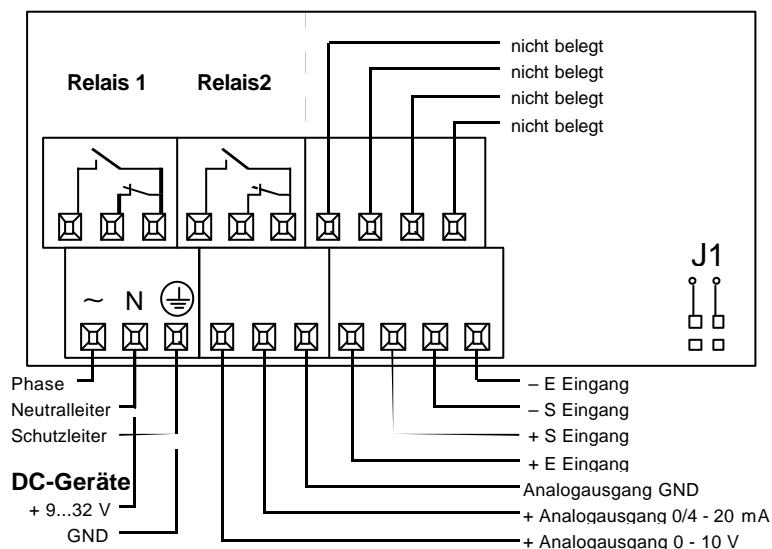 nicht belegt
nicht belegt
nicht belegt
nicht belegt
Relais 1
Relais2
J1
~ N
Phase
Neutralleiter
Schutzleiter
DC-Geräte
+ 9...32 V
GND
– E Eingang
– S Eingang
+ S Eingang
+ E Eingang
Analogausgang GND
+ Analogausgang 0/4 - 20 mA
+ Analogausgang 0 - 10 V